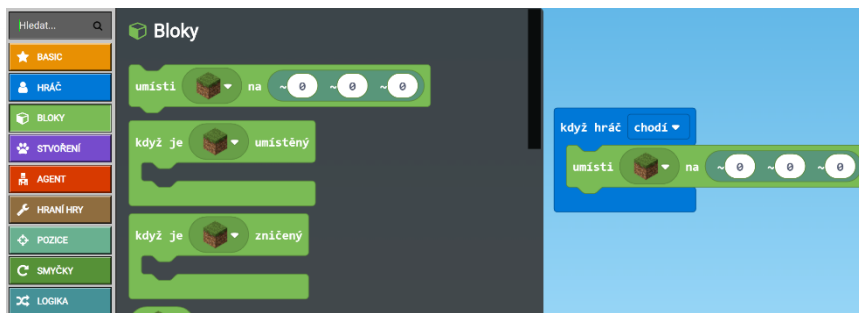 Hledat...
BASIC
HRÁČ
BLOKY
STVOŘENÍ
AGENT
HRANÍ HRY
POZICE
SMYČKY
LOGIKA
Bloky
umísti na ~ 0 ~ 0 ~ 0
když je umístěný
když je zničený
když hráč chodí
umísti na ~ 0 ~ 0 ~ 0